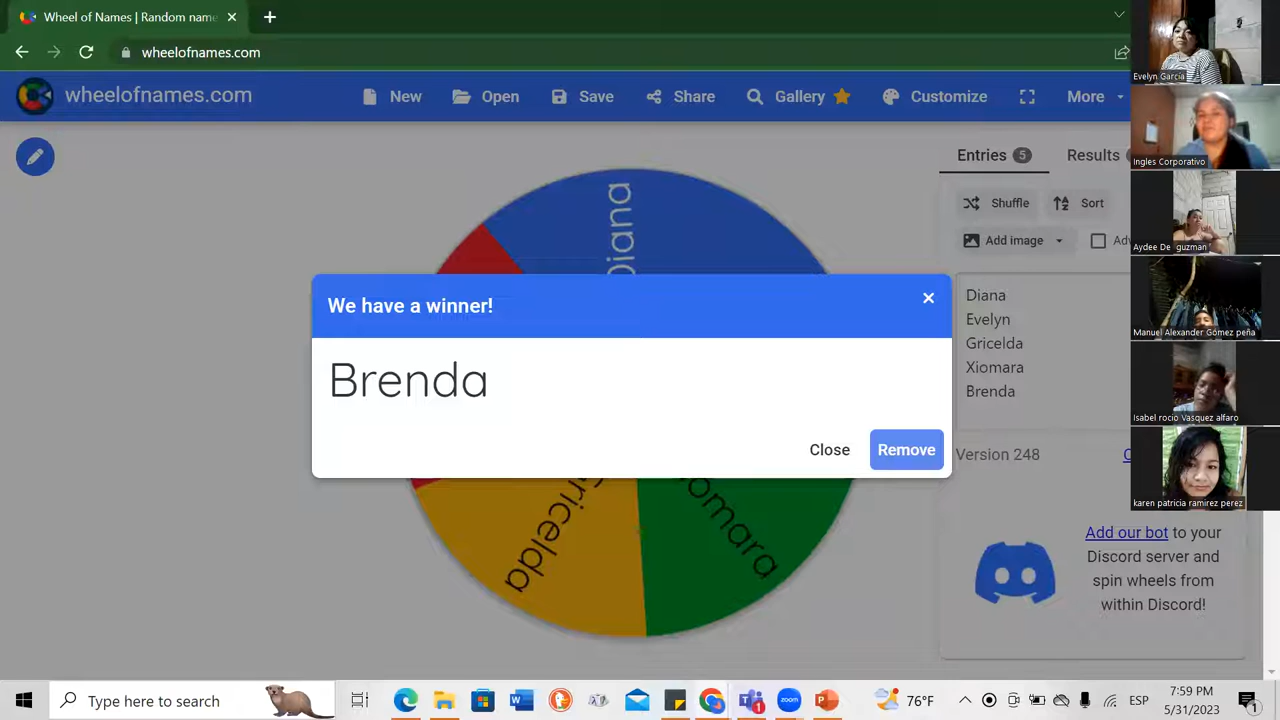 Wheel of Names | Random name
wheelofnames.com
wheelofnames.com
New
Open
Save
Share
Gallery
Customize
More
Entries 5
Results
Shuffle
Sort
Add image
Diana
Evelyn
Gricelda
Xiomara
Brenda
Diana
We have a winner!
Brenda
Close
Remove
Version 248
Add our bot to your
Discord server and
spin wheels from
within Discord!
Evelyn García
Ingles Corporativo
Aydee De guzman
Manuel Alexander Gómez peña
Isabel rocio Vasquez alfaro
karen patricia ramirez perez
Type here to search
76°F
ESP
7:59 PM
5/31/2023